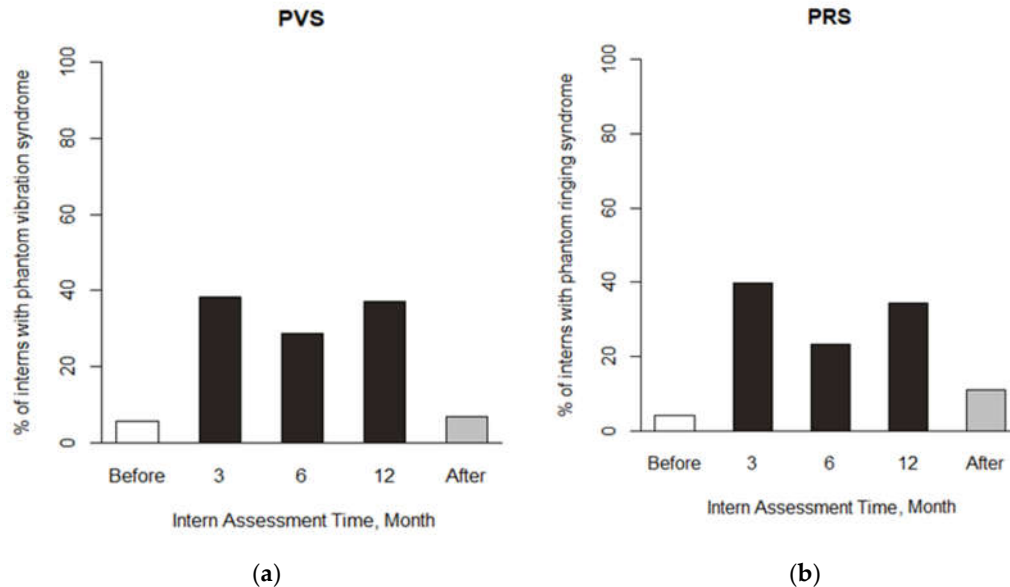 PVS
% of interns with phantom vibration syndrome
100
80
60
40
20
0
Before 3 6 12 After
Intern Assessment Time, Month
(a)
PRS
% of interns with phantom ringing syndrome
100
80
60
40
20
0
Before 3 6 12 After
Intern Assessment Time, Month
(b)